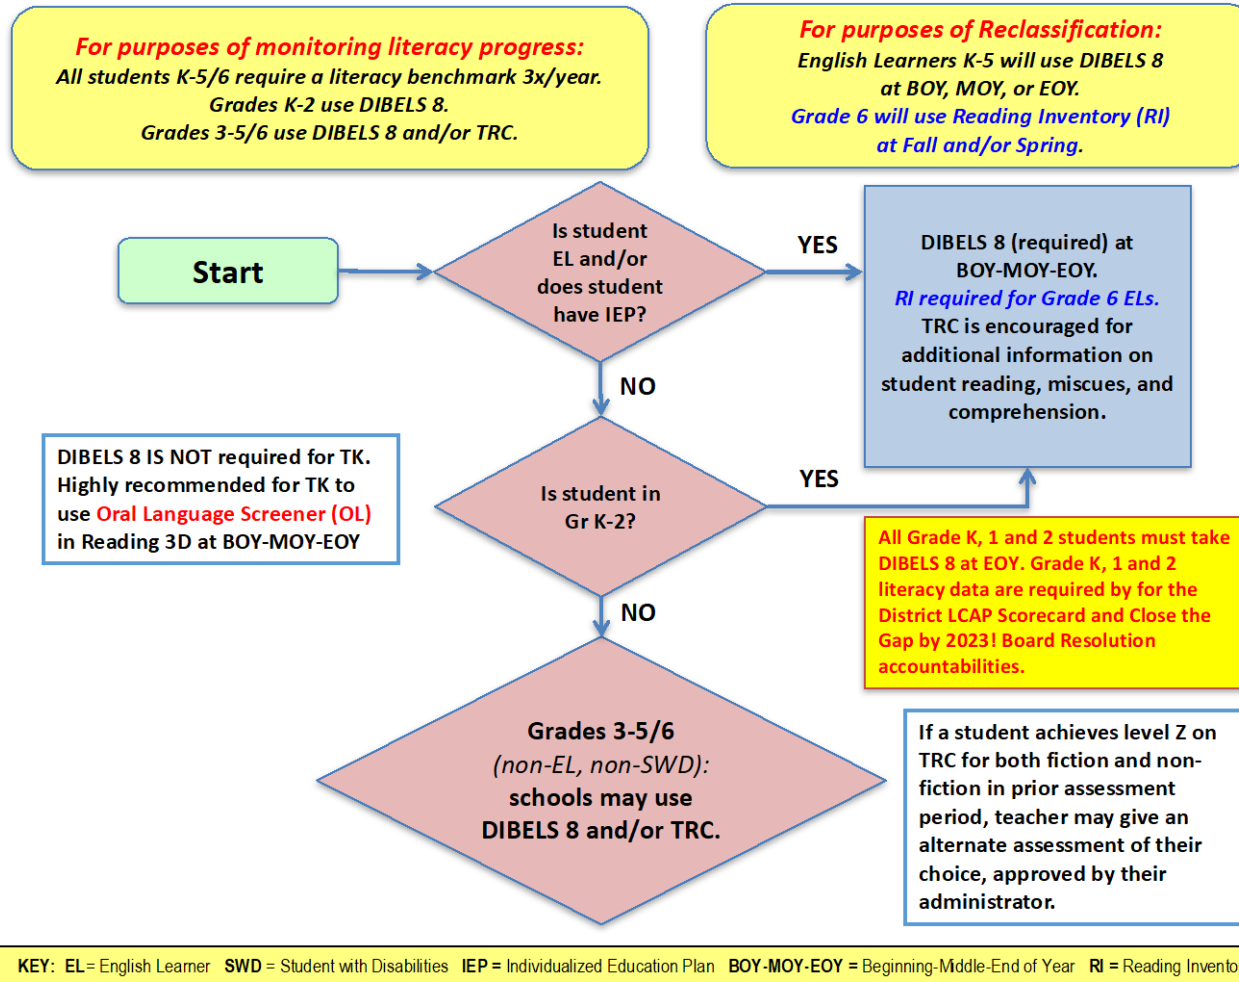 For purposes of monitoring literacy progress:
All students K-5/6 require a literacy benchmark 3x/year.
Grades K-2 use DIBELS 8.
Grades 3-5/6 use DIBELS 8 and/or TRC.
For purposes of Reclassification:
English Learners K-5 will use DIBELS 8
at BOY, MOY, or EOY.
Grade 6 will use Reading Inventory (RI)
at Fall and/or Spring.
Start
Is student
EL and/or
does student
have IEP?
YES
DIBELS 8 (required) at
BOY-MOY-EOY.
RI required for Grade 6 ELs.
TRC is encouraged for
additional information on
student reading, miscues, and
comprehension.
NO
DIBELS 8 IS NOT required for TK.
Highly recommended for TK to
use Oral Language Screener (OL)
in Reading 3D at BOY-MOY-EOY
Is student in
Gr K-2?
YES
All Grade K, 1 and 2 students must take
DIBELS 8 at EOY. Grade K, 1 and 2
literacy data are required by for the
District LCAP Scorecard and Close the
Gap by 2023! Board Resolution
accountabilities.
NO
Grades 3-5/6
(non-EL, non-SWD):
schools may use
DIBELS 8 and/or TRC.
If a student achieves level Z on
TRC for both fiction and non-
fiction in prior assessment
period, teacher may give an
alternate assessment of their
choice, approved by their
administrator.
KEY: EL= English Learner SWD = Student with Disabilities IEP = Individualized Education Plan BOY-MOY-EOY = Beginning-Middle-End of Year RI = Reading Invento